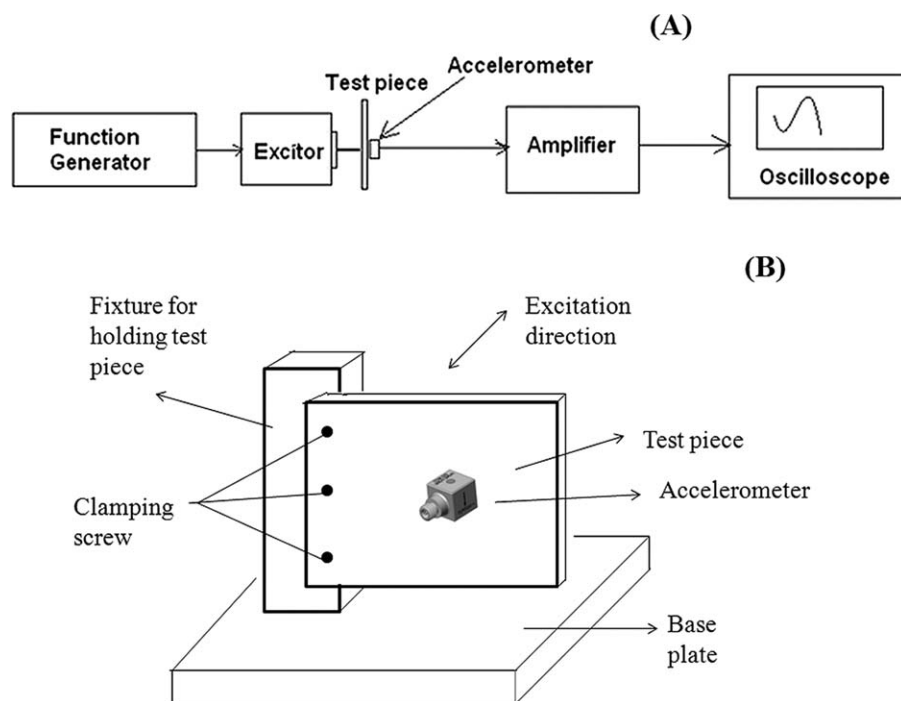 (A)
Accelerometer
Test piece
Function
Generator
Excitor
Amplifier
Oscilloscope
(B)
Fixture for
holding test
piece
Excitation
direction
Test piece
Accelerometer
Clamping
screw
Base
plate